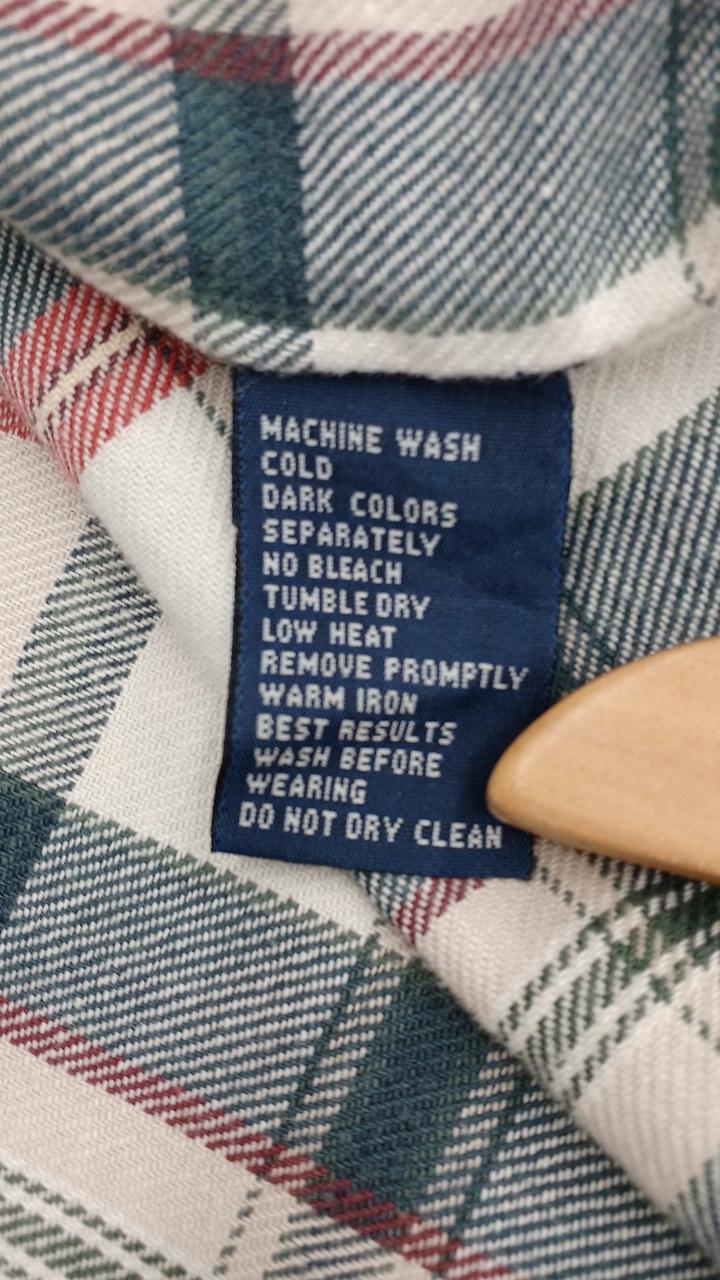 MACHINE WASH
COLD
DARK COLORS
SEPARATELY
NO BLEACH
TUMBLE DRY
LOW HEAT
REMOVE PROMPTLY
WARM IRON
BEST RESULTS
WASH BEFORE
WEARING
DO NOT DRY CLEAN